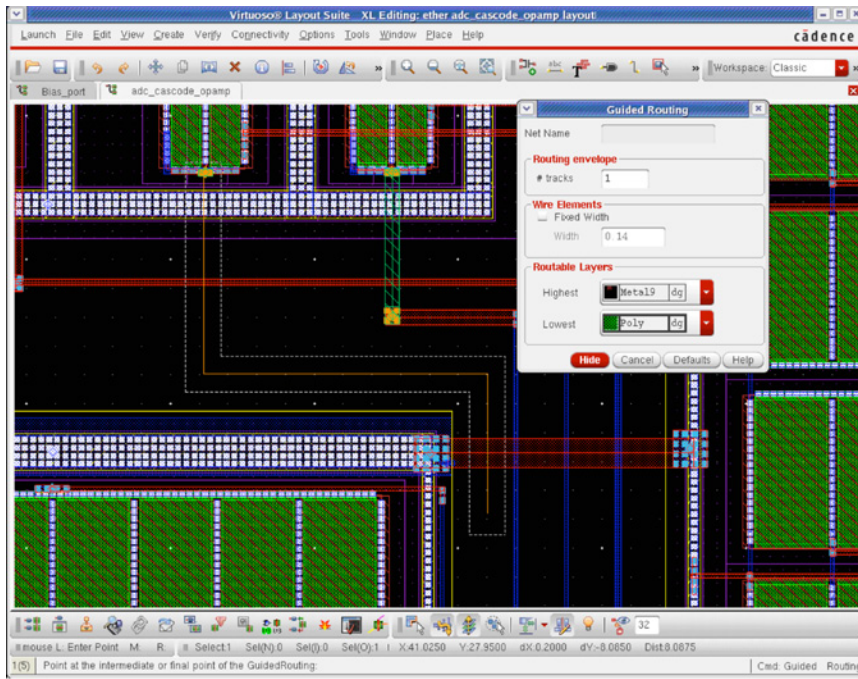 Virtuoso® Layout Suite XL Editing: ether adc_cascode_opamp layout
Launch File Edit View Create Verify Connectivity Options Tools Window Place Help
cādence
abc
» Workspace: Classic
Bias_port adc_cascode_opamp
Guided Routing
Net Name
Routing envelope
# tracks 1
Wire Elements
Fixed Width
Width 0.14
Routable Layers
Highest Metal9 dg
Lowest Poly dg
Hide Cancel Defaults Help
32
mouse L: Enter Point M: R: Select:1 Sel(N):0 Sel(I):0 Sel(O):1 X:41.0250 Y:27.9500 dX:0.2000 dY:-8.0850 Dist:8.0875
1(5) Point at the intermediate or final point of the GuidedRouting: Cmd: Guided Routing